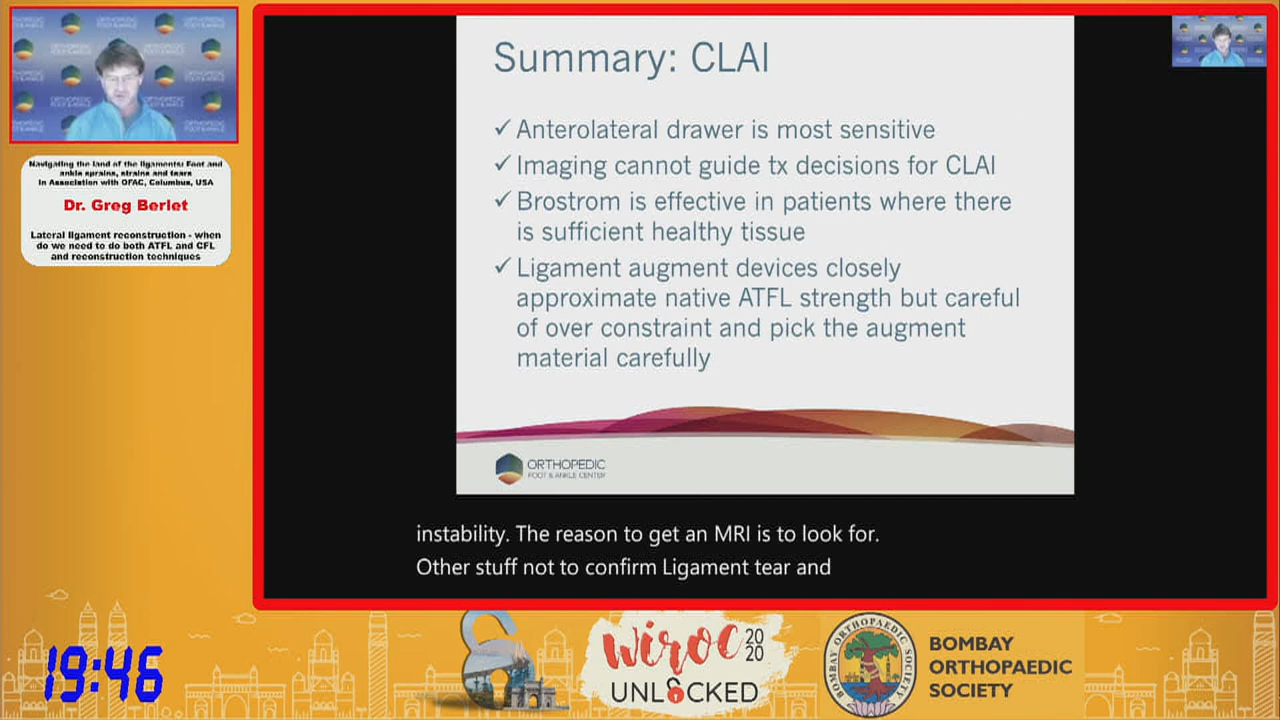 Navigating the land of the ligaments: Foot and
ankle sprains, strains and tears
In Association with OFAC, Columbus, USA
Dr. Greg Berlet
Lateral ligament reconstruction - when
do we need to do both ATFL and CFL
and reconstruction techniques
Summary: CLAI
✓ Anterolateral drawer is most sensitive
✓ Imaging cannot guide tx decisions for CLAI
✓ Brostrom is effective in patients where there
is sufficient healthy tissue
✓ Ligament augment devices closely
approximate native ATFL strength but careful
of over constraint and pick the augment
material carefully
ORTHOPEDIC
FOOT & ANKLE CENTER
instability. The reason to get an MRI is to look for.
Other stuff not to confirm Ligament tear and
19:46
WIROC 2020
UNLOCKED
BOMBAY ORTHOPAEDIC SOCIETY
BOMBAY
ORTHOPAEDIC
SOCIETY